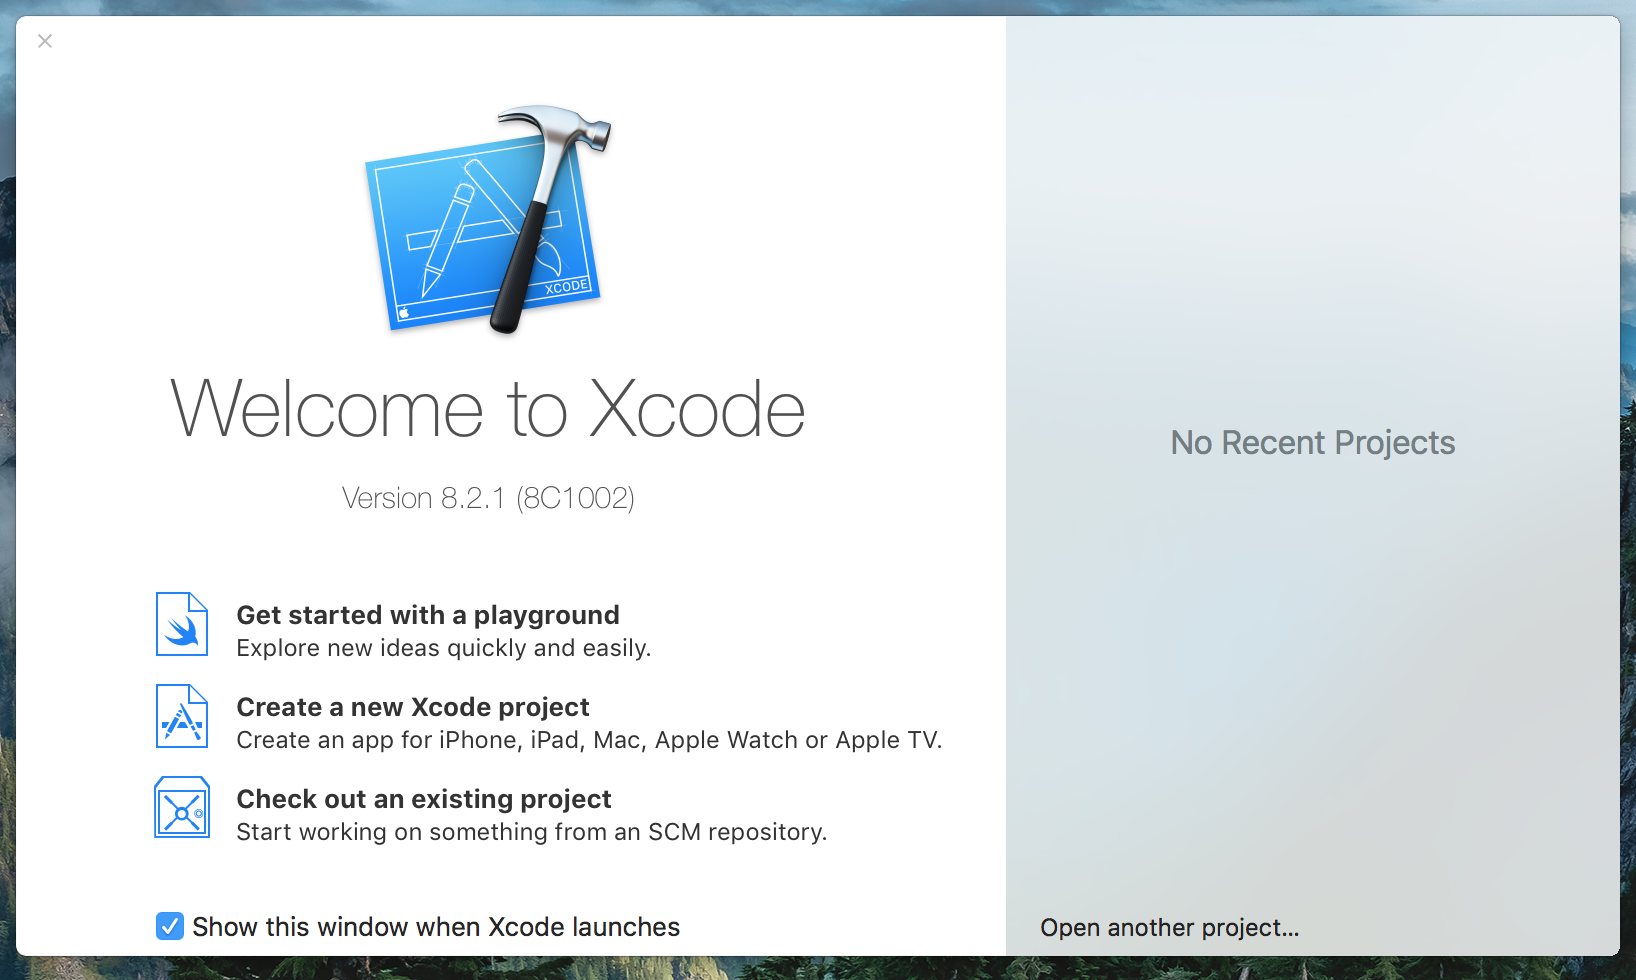 XCODE
Welcome to Xcode
Version 8.2.1 (8C1002)
Get started with a playground
Explore new ideas quickly and easily.
Create a new Xcode project
Create an app for iPhone, iPad, Mac, Apple Watch or Apple TV.
Check out an existing project
Start working on something from an SCM repository.
Show this window when Xcode launches
No Recent Projects
Open another project...